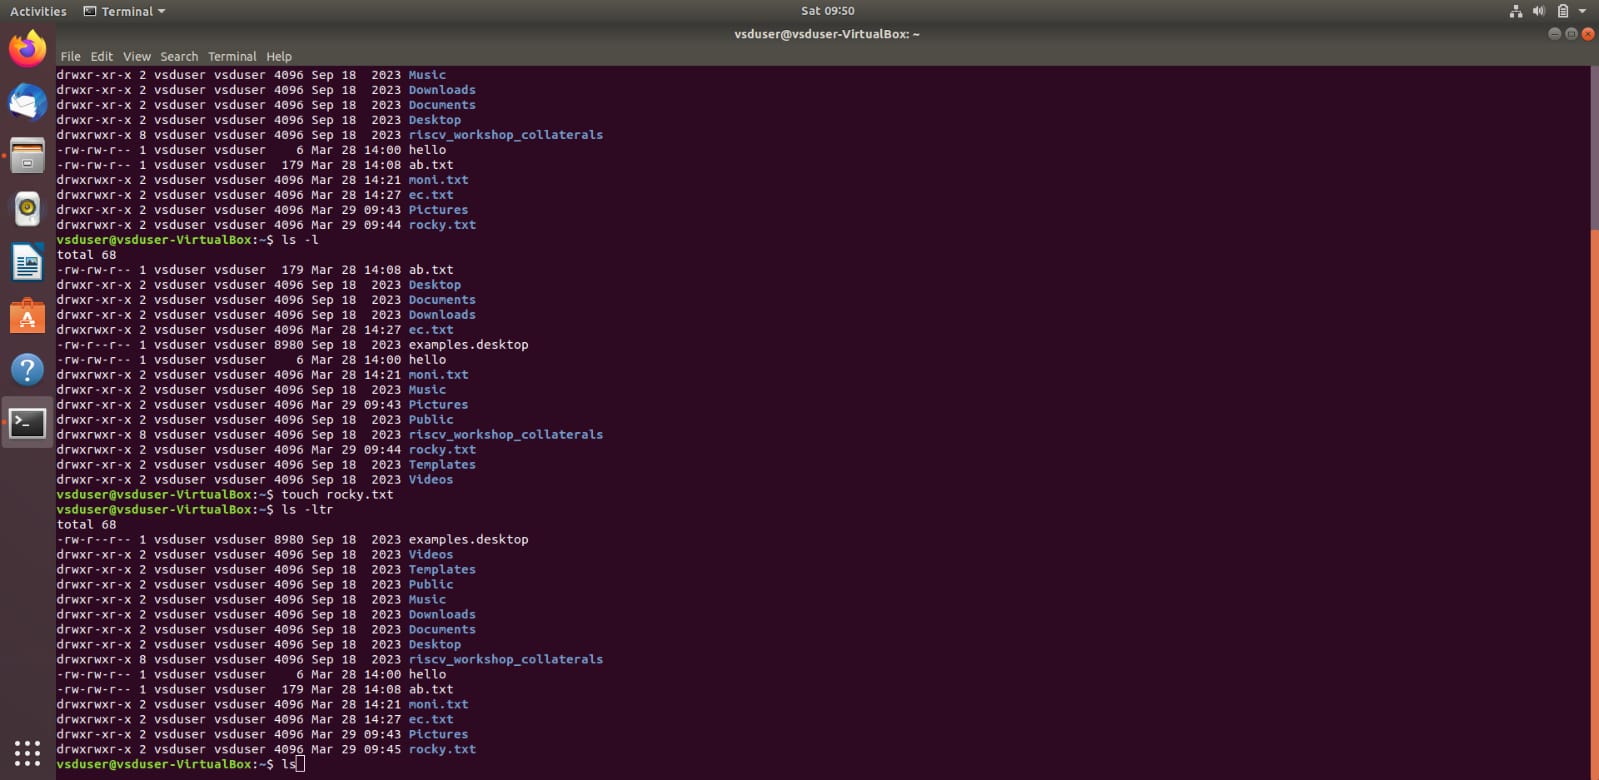 Activities Terminal Sat 09:50
vsduser@vsduser-VirtualBox: ~
File Edit View Search Terminal Help
drwxr-xr-x 2 vsduser vsduser 4096 Sep 18  2023 Music
drwxr-xr-x 2 vsduser vsduser 4096 Sep 18  2023 Downloads
drwxr-xr-x 2 vsduser vsduser 4096 Sep 18  2023 Documents
drwxr-xr-x 2 vsduser vsduser 4096 Sep 18  2023 Desktop
drwxrwxr-x 8 vsduser vsduser 4096 Sep 18  2023 riscv_workshop_collaterals
-rw-rw-r-- 1 vsduser vsduser    6 Mar 28 14:00 hello
-rw-rw-r-- 1 vsduser vsduser  179 Mar 28 14:08 ab.txt
drwxrwxr-x 2 vsduser vsduser 4096 Mar 28 14:21 moni.txt
drwxrwxr-x 2 vsduser vsduser 4096 Mar 28 14:27 ec.txt
drwxr-xr-x 2 vsduser vsduser 4096 Mar 29 09:43 Pictures
drwxrwxr-x 2 vsduser vsduser 4096 Mar 29 09:44 rocky.txt
vsduser@vsduser-VirtualBox:~$ ls -l
total 68
-rw-rw-r-- 1 vsduser vsduser  179 Mar 28 14:08 ab.txt
drwxr-xr-x 2 vsduser vsduser 4096 Sep 18  2023 Desktop
drwxr-xr-x 2 vsduser vsduser 4096 Sep 18  2023 Documents
drwxr-xr-x 2 vsduser vsduser 4096 Sep 18  2023 Downloads
drwxrwxr-x 2 vsduser vsduser 4096 Mar 28 14:27 ec.txt
-rw-r--r-- 1 vsduser vsduser 8980 Sep 18  2023 examples.desktop
-rw-rw-r-- 1 vsduser vsduser    6 Mar 28 14:00 hello
drwxrwxr-x 2 vsduser vsduser 4096 Mar 28 14:21 moni.txt
drwxr-xr-x 2 vsduser vsduser 4096 Sep 18  2023 Music
drwxr-xr-x 2 vsduser vsduser 4096 Mar 29 09:43 Pictures
drwxr-xr-x 2 vsduser vsduser 4096 Sep 18  2023 Public
drwxrwxr-x 8 vsduser vsduser 4096 Sep 18  2023 riscv_workshop_collaterals
drwxrwxr-x 2 vsduser vsduser 4096 Mar 29 09:44 rocky.txt
drwxr-xr-x 2 vsduser vsduser 4096 Sep 18  2023 Templates
drwxr-xr-x 2 vsduser vsduser 4096 Sep 18  2023 Videos
vsduser@vsduser-VirtualBox:~$ touch rocky.txt
vsduser@vsduser-VirtualBox:~$ ls -ltr
total 68
-rw-r--r-- 1 vsduser vsduser 8980 Sep 18  2023 examples.desktop
drwxr-xr-x 2 vsduser vsduser 4096 Sep 18  2023 Videos
drwxr-xr-x 2 vsduser vsduser 4096 Sep 18  2023 Templates
drwxr-xr-x 2 vsduser vsduser 4096 Sep 18  2023 Public
drwxr-xr-x 2 vsduser vsduser 4096 Sep 18  2023 Music
drwxr-xr-x 2 vsduser vsduser 4096 Sep 18  2023 Downloads
drwxr-xr-x 2 vsduser vsduser 4096 Sep 18  2023 Documents
drwxr-xr-x 2 vsduser vsduser 4096 Sep 18  2023 Desktop
drwxrwxr-x 8 vsduser vsduser 4096 Sep 18  2023 riscv_workshop_collaterals
-rw-rw-r-- 1 vsduser vsduser    6 Mar 28 14:00 hello
-rw-rw-r-- 1 vsduser vsduser  179 Mar 28 14:08 ab.txt
drwxrwxr-x 2 vsduser vsduser 4096 Mar 28 14:21 moni.txt
drwxrwxr-x 2 vsduser vsduser 4096 Mar 28 14:27 ec.txt
drwxr-xr-x 2 vsduser vsduser 4096 Mar 29 09:43 Pictures
drwxrwxr-x 2 vsduser vsduser 4096 Mar 29 09:45 rocky.txt
vsduser@vsduser-VirtualBox:~$ ls